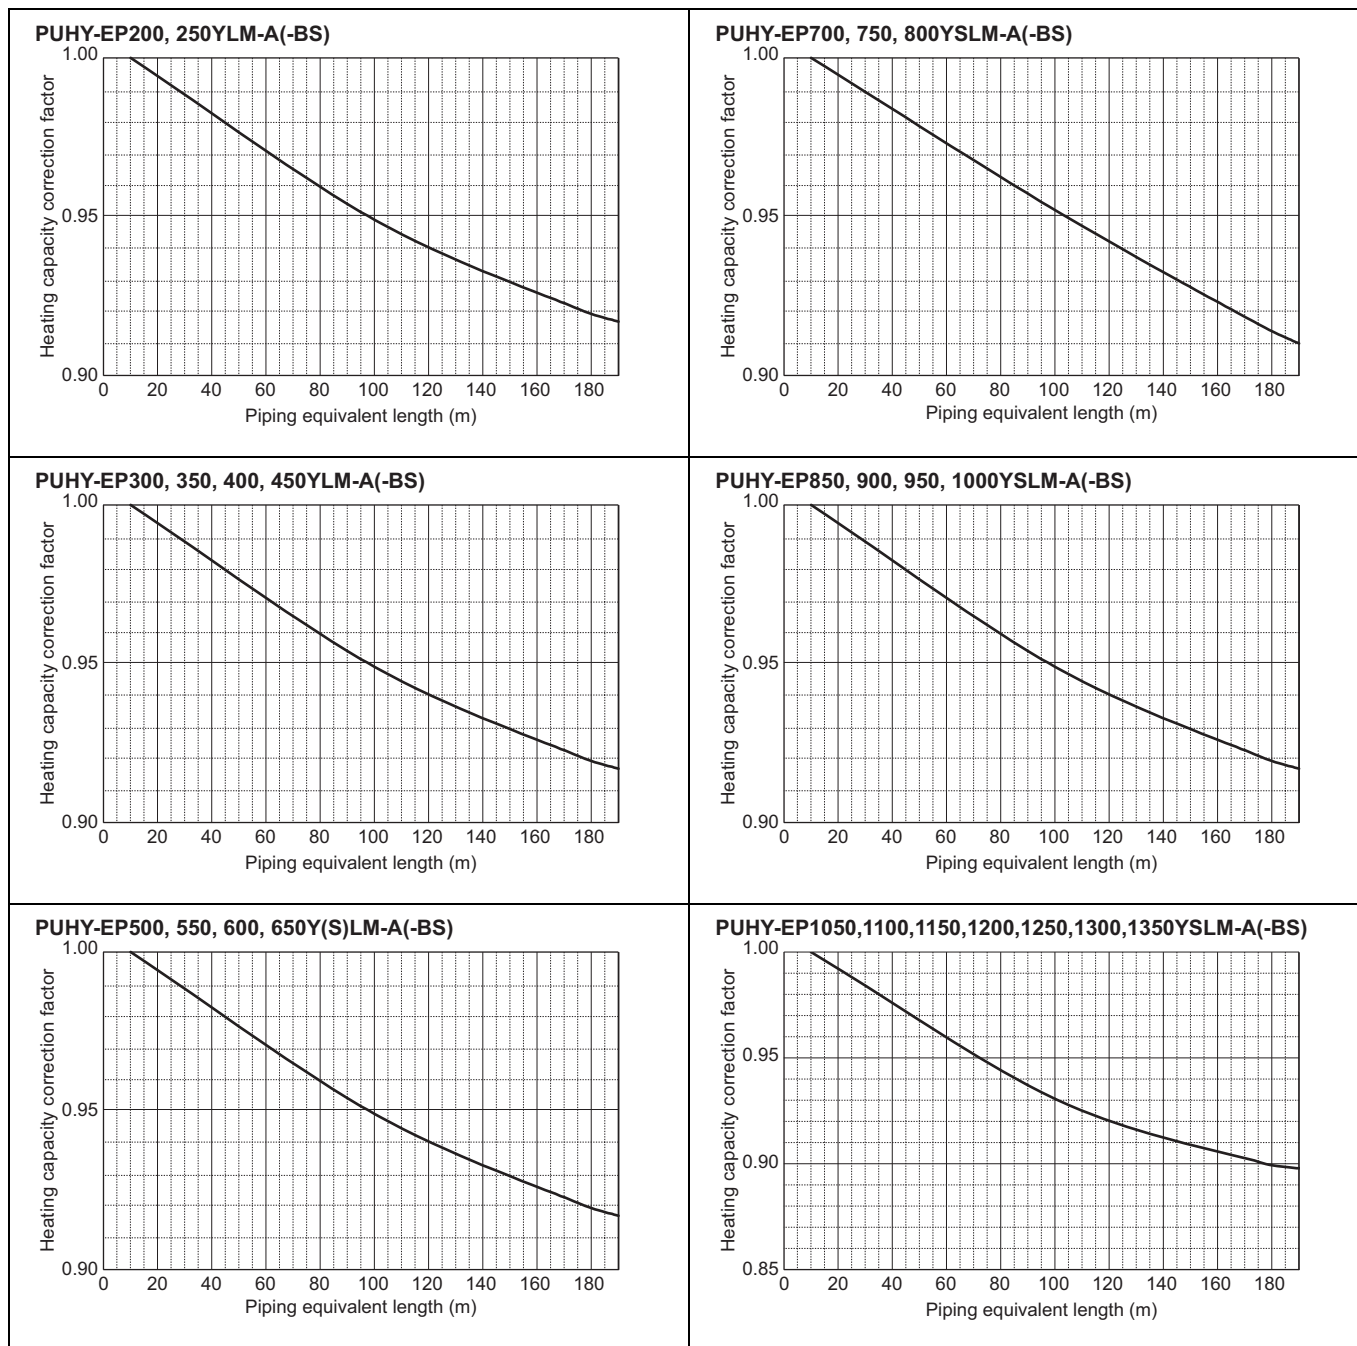 PUHY-EP200, 250YLM-A(-BS)
Heating capacity correction factor
1.00
0.95
0.90
0 20 40 60 80 100 120 140 160 180
Piping equivalent length (m)
PUHY-EP700, 750, 800YSLM-A(-BS)
Heating capacity correction factor
1.00
0.95
0.90
0 20 40 60 80 100 120 140 160 180
Piping equivalent length (m)
PUHY-EP300, 350, 400, 450YLM-A(-BS)
Heating capacity correction factor
1.00
0.95
0.90
0 20 40 60 80 100 120 140 160 180
Piping equivalent length (m)
PUHY-EP850, 900, 950, 1000YSLM-A(-BS)
Heating capacity correction factor
1.00
0.95
0.90
0 20 40 60 80 100 120 140 160 180
Piping equivalent length (m)
PUHY-EP500, 550, 600, 650Y(S)LM-A(-BS)
Heating capacity correction factor
1.00
0.95
0.90
0 20 40 60 80 100 120 140 160 180
Piping equivalent length (m)
PUHY-EP1050,1100,1150,1200,1250,1300,1350YSLM-A(-BS)
Heating capacity correction factor
1.00
0.95
0.90
0.85
0 20 40 60 80 100 120 140 160 180
Piping equivalent length (m)